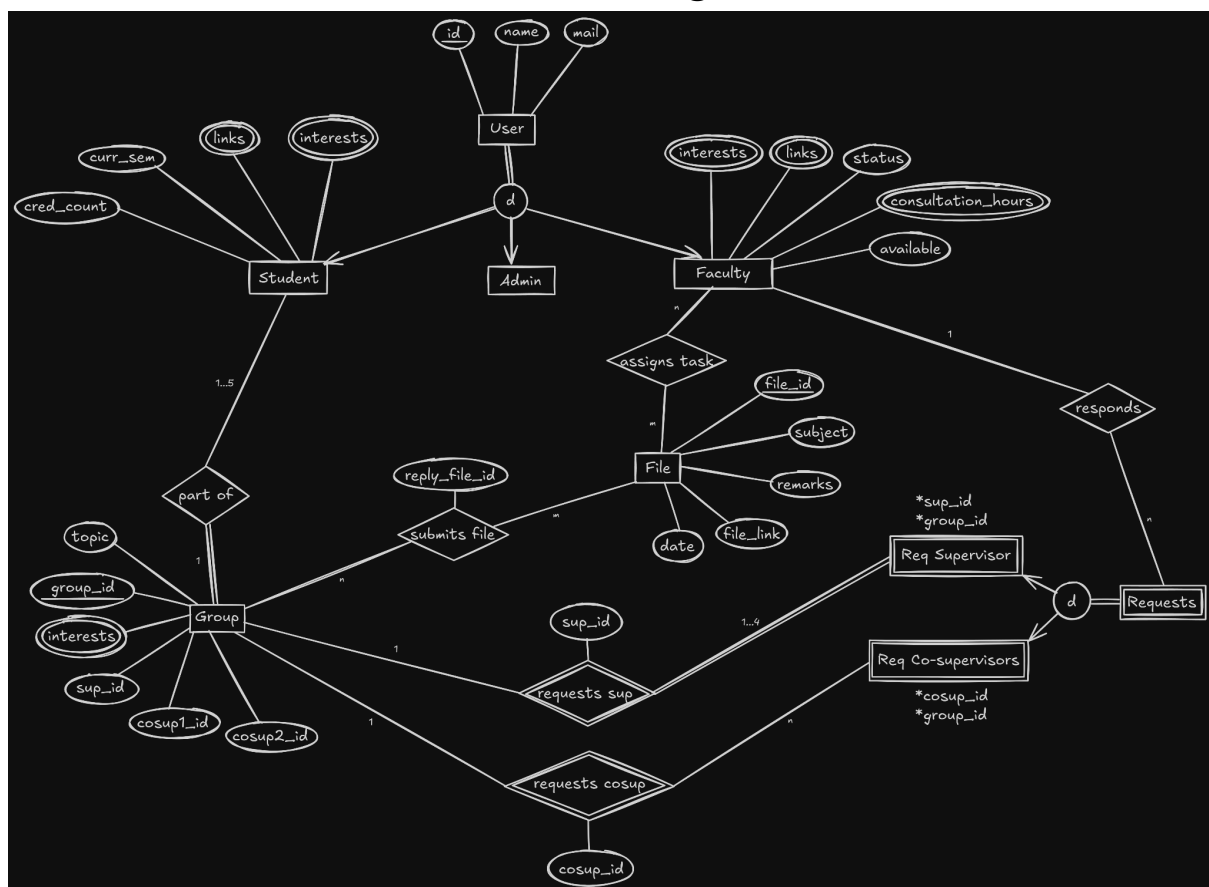 id
name
mail
User
links
interests
curr_sem
cred_count
interests
links
status
consultation_hours
available
d
Student
Admin
Faculty
n
1
1...5
assigns task
file_id
responds
m
subject
File
reply_file_id
remarks
part of
*sup_id
*group_id
submits file
m
date
file_link
n
topic
1
n
Req Supervisor
group_id
d
Requests
Group
interests
sup_id
1...4
1
Req Co-supervisors
sup_id
requests sup
*cosup_id
*group_id
cosup1_id
cosup2_id
1
n
requests cosup
cosup_id